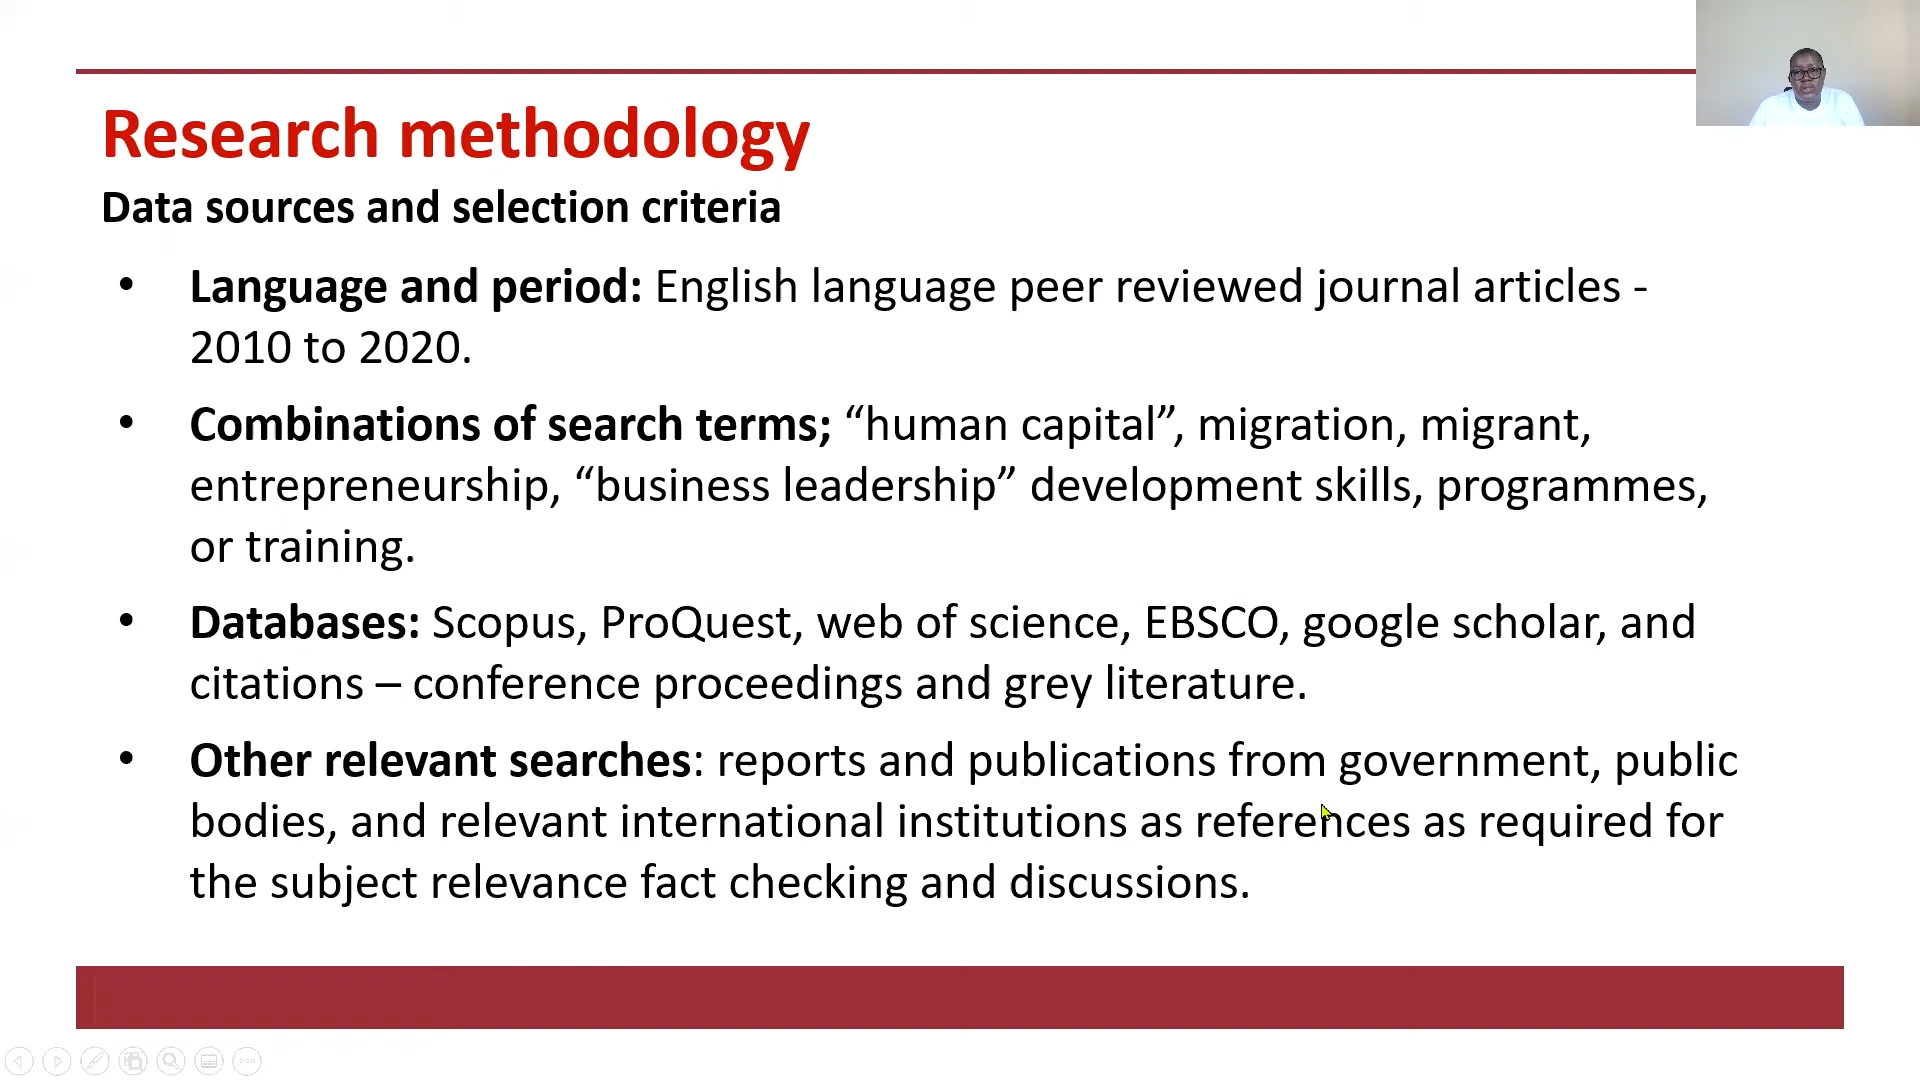 Research methodology
Data sources and selection criteria
• Language and period: English language peer reviewed journal articles -
2010 to 2020.
• Combinations of search terms; “human capital”, migration, migrant,
entrepreneurship, “business leadership” development skills, programmes,
or training.
• Databases: Scopus, ProQuest, web of science, EBSCO, google scholar, and
citations – conference proceedings and grey literature.
• Other relevant searches: reports and publications from government, public
bodies, and relevant international institutions as references as required for
the subject relevance fact checking and discussions.